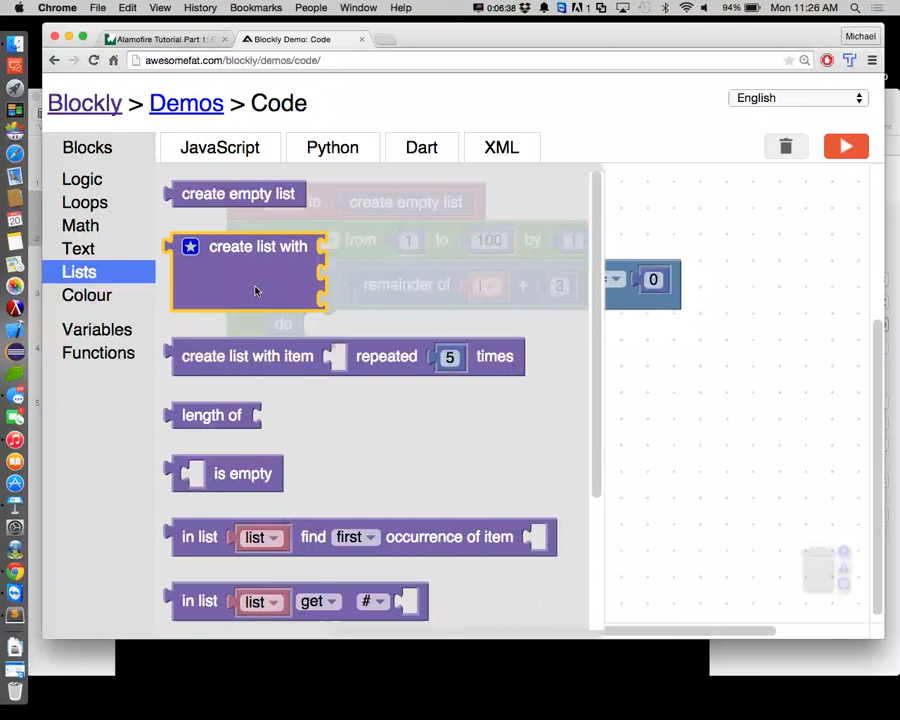 Chrome File Edit View History Bookmarks Code People Window Help 0:06:38 1 94% Mon 11:26 AM
Alamofire Tutorial Part 1: Blockly Demo: Code Michael
awesomefat.com/blockly/demos/code/
Blockly > Demos > Code English
Blocks JavaScript Python Dart XML
Logic
Loops
Math
Text
Lists
Colour
Variables
Functions
create empty list
to create empty list
create list with
from 1 to 100 by 1
remainder of i ÷ 3
0
do
create list with item repeated 5 times
length of
is empty
in list list find first occurrence of item
in list list get #